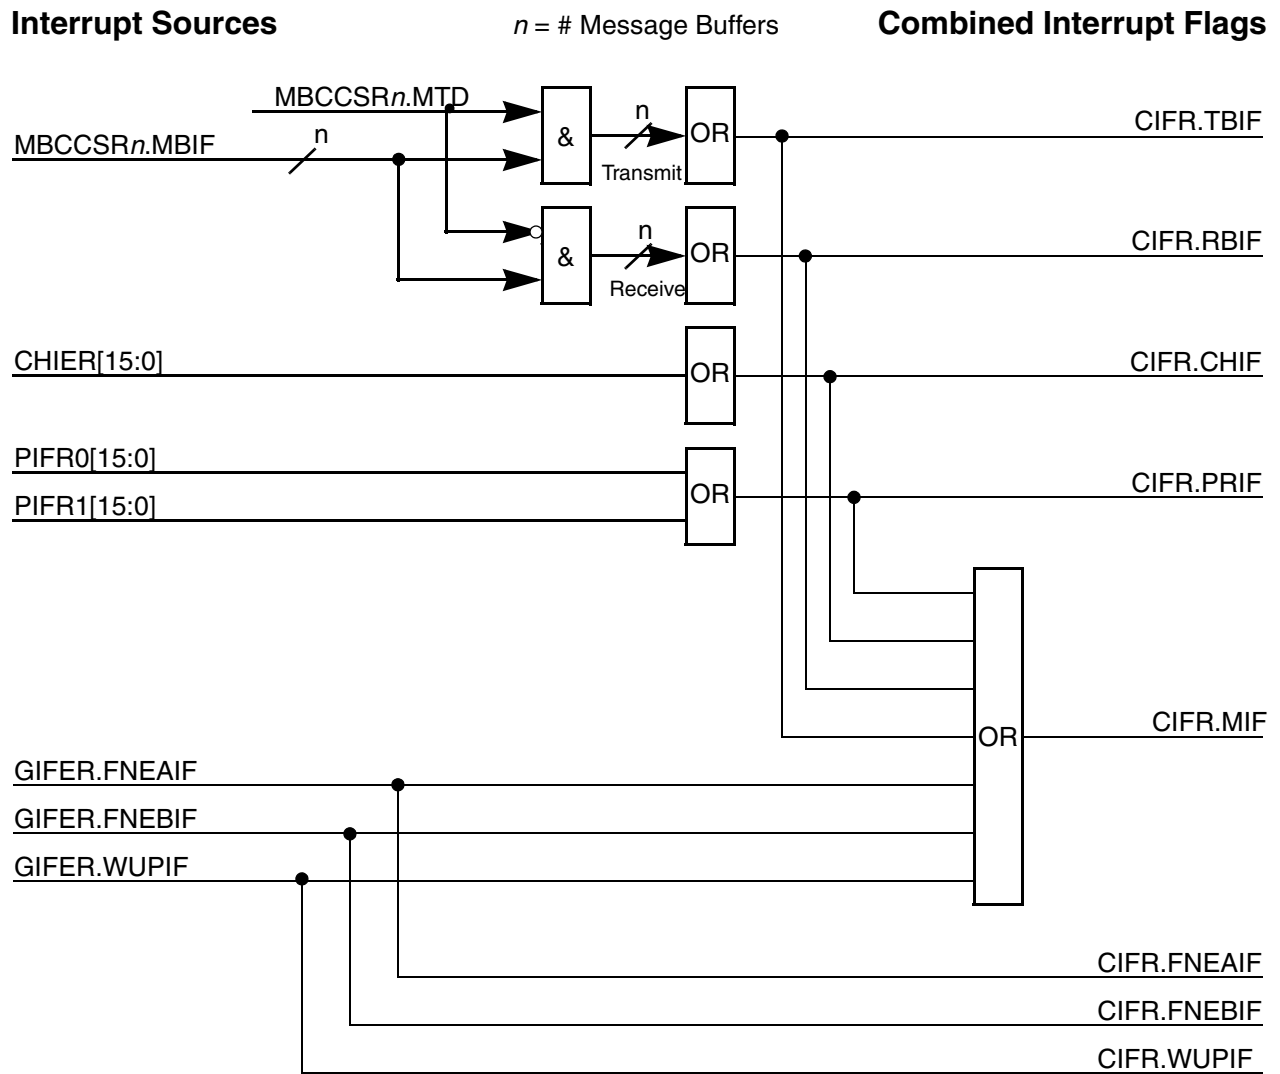 Interrupt Sources
n = # Message Buffers
Combined Interrupt Flags
MBCCSRn.MTD
MBCCSRn.MBIF
n
&
n
Transmit
OR
CIFR.TBIF
&
n
Receive
OR
CIFR.RBIF
CHIER[15:0]
OR
CIFR.CHIF
PIFR0[15:0]
PIFR1[15:0]
OR
CIFR.PRIF
OR
CIFR.MIF
GIFER.FNEAIF
GIFER.FNEBIF
GIFER.WUPIF
CIFR.FNEAIF
CIFR.FNEBIF
CIFR.WUPIF